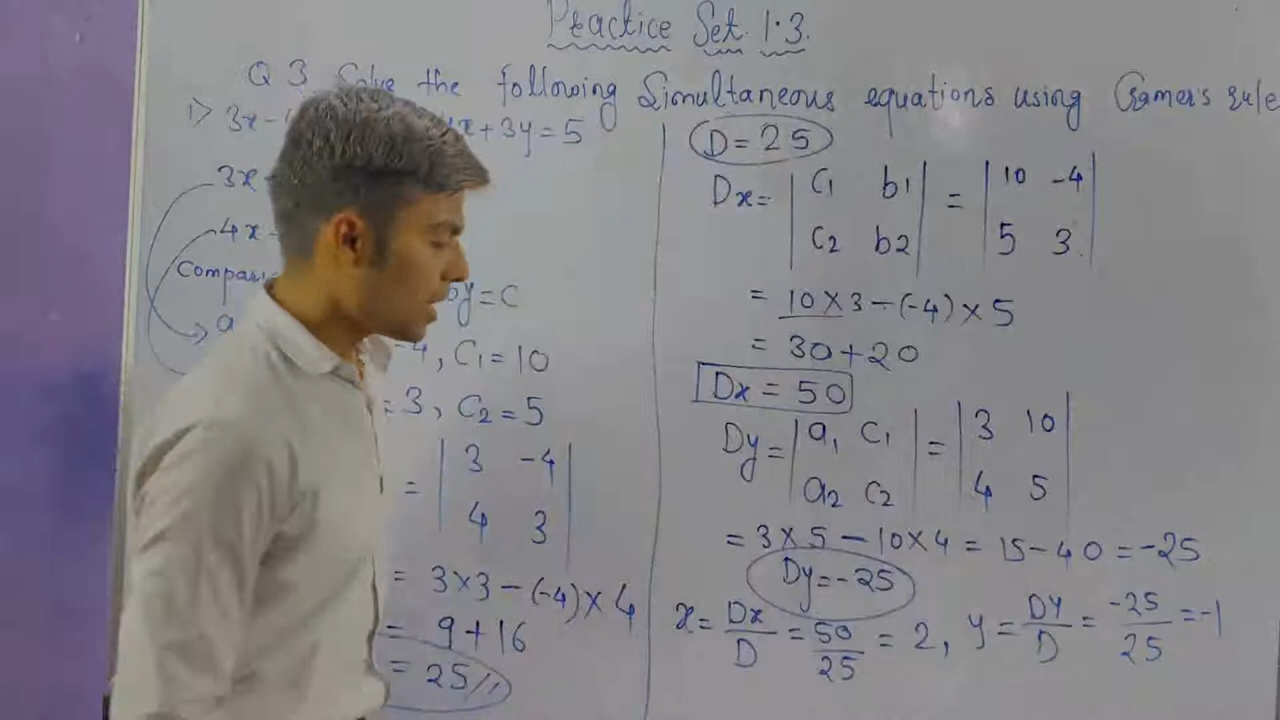 Practice Set 1.3.
Q 3 Solve the following Simultaneous equations using Cramer's rule
1> 3x- x+3y=5
3x
4x-
Compari by=c
a
-4, C₁=10
=3, C₂=5
= | 3 -4 |
| 4 3 |
= 3×3-(-4)×4
= 9+16
= 25//
D=25
Dx= | C₁ b₁ | = | 10 -4 |
| C₂ b₂ | | 5 3. |
= 10×3-(-4)×5
= 30+20
Dx = 50
Dy= | a₁ C₁ | = | 3 10 |
| a₂ C₂ | | 4 5 |
= 3×5-10×4 = 15-40 = -25
Dy=-25
x= Dx/D = 50/25 = 2, y= Dy/D = -25/25 = -1